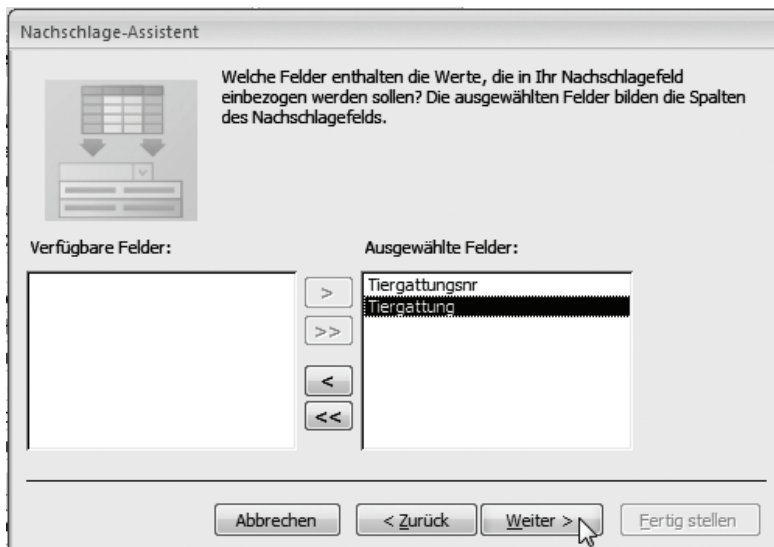 Nachschlage-Assistent
Welche Felder enthalten die Werte, die in Ihr Nachschlagefeld
einbezogen werden sollen? Die ausgewählten Felder bilden die Spalten
des Nachschlagefelds.
Verfügbare Felder:
Ausgewählte Felder:
Tiergattungsnr
Tiergattung
>
>>
<
<<
Abbrechen
< Zurück
Weiter >
Fertig stellen